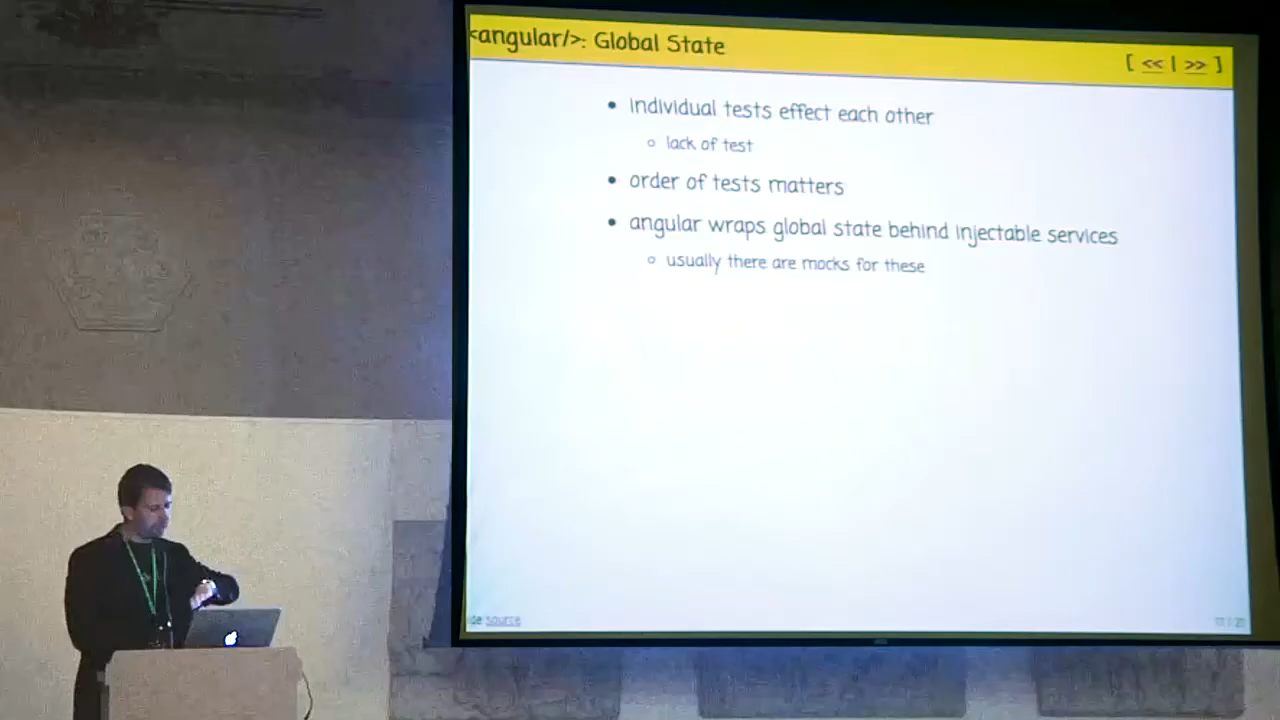 <angular/>: Global State
[ << | >> ]
individual tests effect each other
lack of test
order of tests matters
angular wraps global state behind injectable services
usually there are mocks for these
source